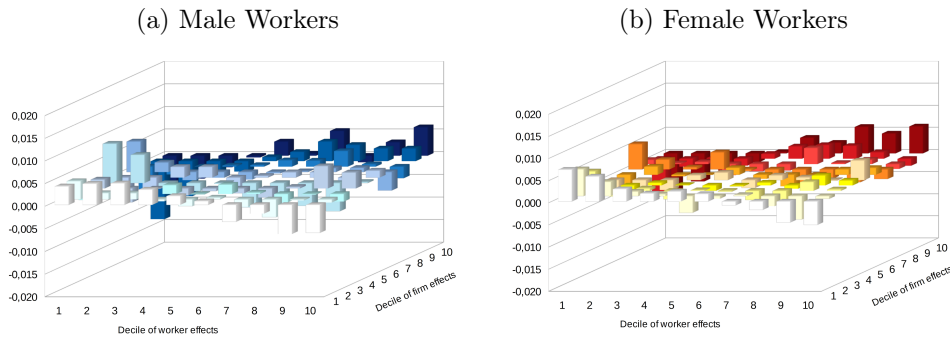 (a) Male Workers
(b) Female Workers
0,020
0,015
0,010
0,005
0,000
-0,005
-0,010
-0,015
-0,020
1 2 3 4 5 6 7 8 9 10
Decile of worker effects
1 2 3 4 5 6 7 8 9 10
Decile of firm effects
0,020
0,015
0,010
0,005
0,000
-0,005
-0,010
-0,015
-0,020
1 2 3 4 5 6 7 8 9 10
Decile of worker effects
1 2 3 4 5 6 7 8 9 10
Decile of firm effects